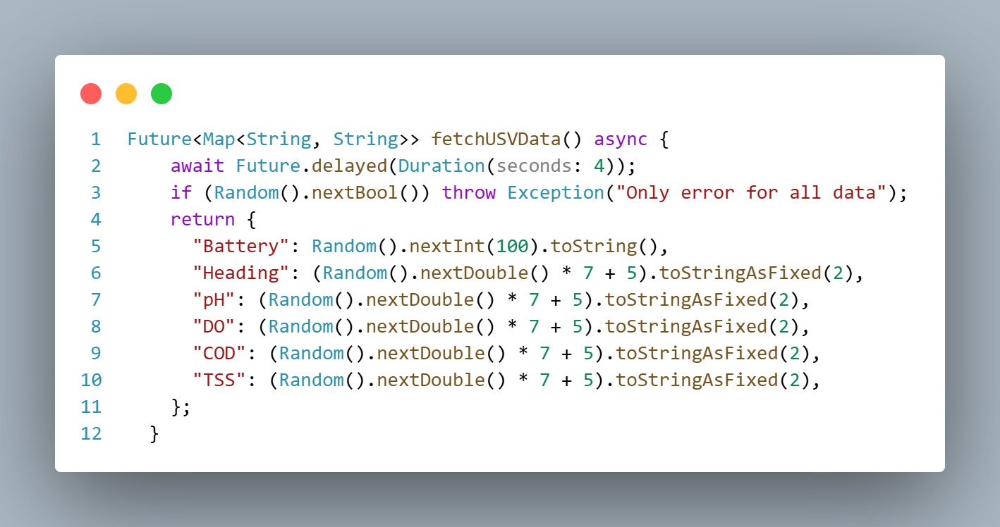 1 Future<Map<String, String>> fetchUSVData() async {
2 await Future.delayed(Duration(seconds: 4));
3 if (Random().nextBool()) throw Exception("Only error for all data");
4 return {
5 "Battery": Random().nextInt(100).toString(),
6 "Heading": (Random().nextDouble() * 7 + 5).toStringAsFixed(2),
7 "pH": (Random().nextDouble() * 7 + 5).toStringAsFixed(2),
8 "DO": (Random().nextDouble() * 7 + 5).toStringAsFixed(2),
9 "COD": (Random().nextDouble() * 7 + 5).toStringAsFixed(2),
10 "TSS": (Random().nextDouble() * 7 + 5).toStringAsFixed(2),
11 };
12 }